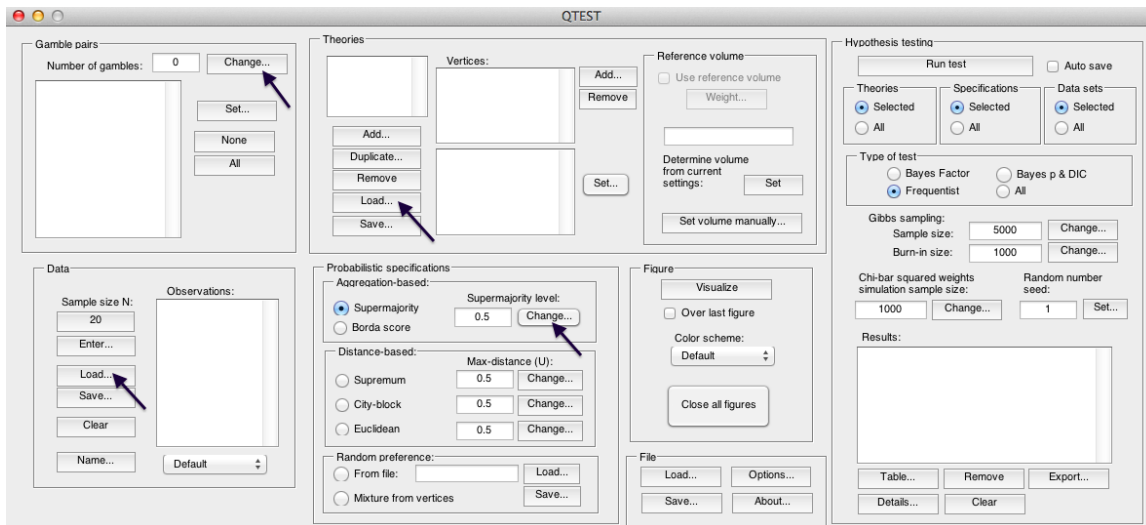 QTEST
Gamble pairs
Number of gambles: 0 Change...
Set...
None
All
Theories
Add...
Duplicate...
Remove
Load...
Save...
Vertices:
Add...
Remove
Set...
Reference volume
Use reference volume
Weight...
Determine volume
from current
settings: Set
Set volume manually...
Hypothesis testing
Run test Auto save
Theories
Selected
All
Specifications
Selected
All
Data sets
Selected
All
Type of test
Bayes Factor Bayes p & DIC
Frequentist All
Gibbs sampling:
Sample size: 5000 Change...
Burn-in size: 1000 Change...
Chi-bar squared weights
simulation sample size:
1000 Change...
Random number
seed:
1 Set...
Results:
Table... Remove Export...
Details... Clear
Data
Sample size N:
20
Enter...
Load...
Save...
Clear
Name...
Observations:
Default
Probabilistic specifications
Aggregation-based:
Supermajority
Borda score
Supermajority level:
0.5 Change...
Distance-based:
Max-distance (U):
Supremum 0.5 Change...
City-block 0.5 Change...
Euclidean 0.5 Change...
Random preference:
From file: Load...
Mixture from vertices Save...
Figure
Visualize
Over last figure
Color scheme:
Default
Close all figures
File
Load... Options...
Save... About...